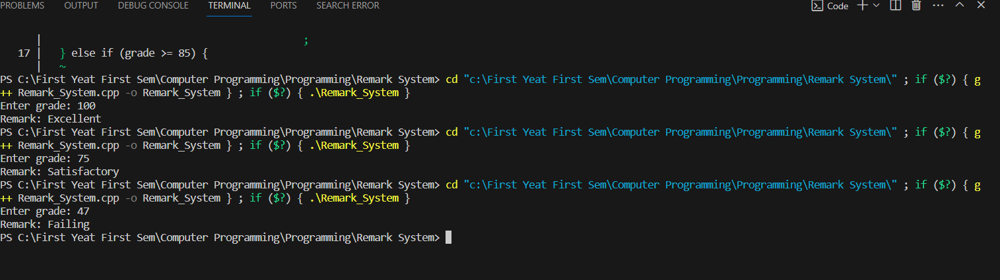 PROBLEMS OUTPUT DEBUG CONSOLE TERMINAL PORTS SEARCH ERROR Code
| ;
17 | } else if (grade >= 85) {
| ~
PS C:\First Yeat First Sem\Computer Programming\Programming\Remark System> cd "c:\First Yeat First Sem\Computer Programming\Programming\Remark System\" ; if ($?) { g
++ Remark_System.cpp -o Remark_System } ; if ($?) { .\Remark_System }
Enter grade: 100
Remark: Excellent
PS C:\First Yeat First Sem\Computer Programming\Programming\Remark System> cd "c:\First Yeat First Sem\Computer Programming\Programming\Remark System\" ; if ($?) { g
++ Remark_System.cpp -o Remark_System } ; if ($?) { .\Remark_System }
Enter grade: 75
Remark: Satisfactory
PS C:\First Yeat First Sem\Computer Programming\Programming\Remark System> cd "c:\First Yeat First Sem\Computer Programming\Programming\Remark System\" ; if ($?) { g
++ Remark_System.cpp -o Remark_System } ; if ($?) { .\Remark_System }
Enter grade: 47
Remark: Failing
PS C:\First Yeat First Sem\Computer Programming\Programming\Remark System>